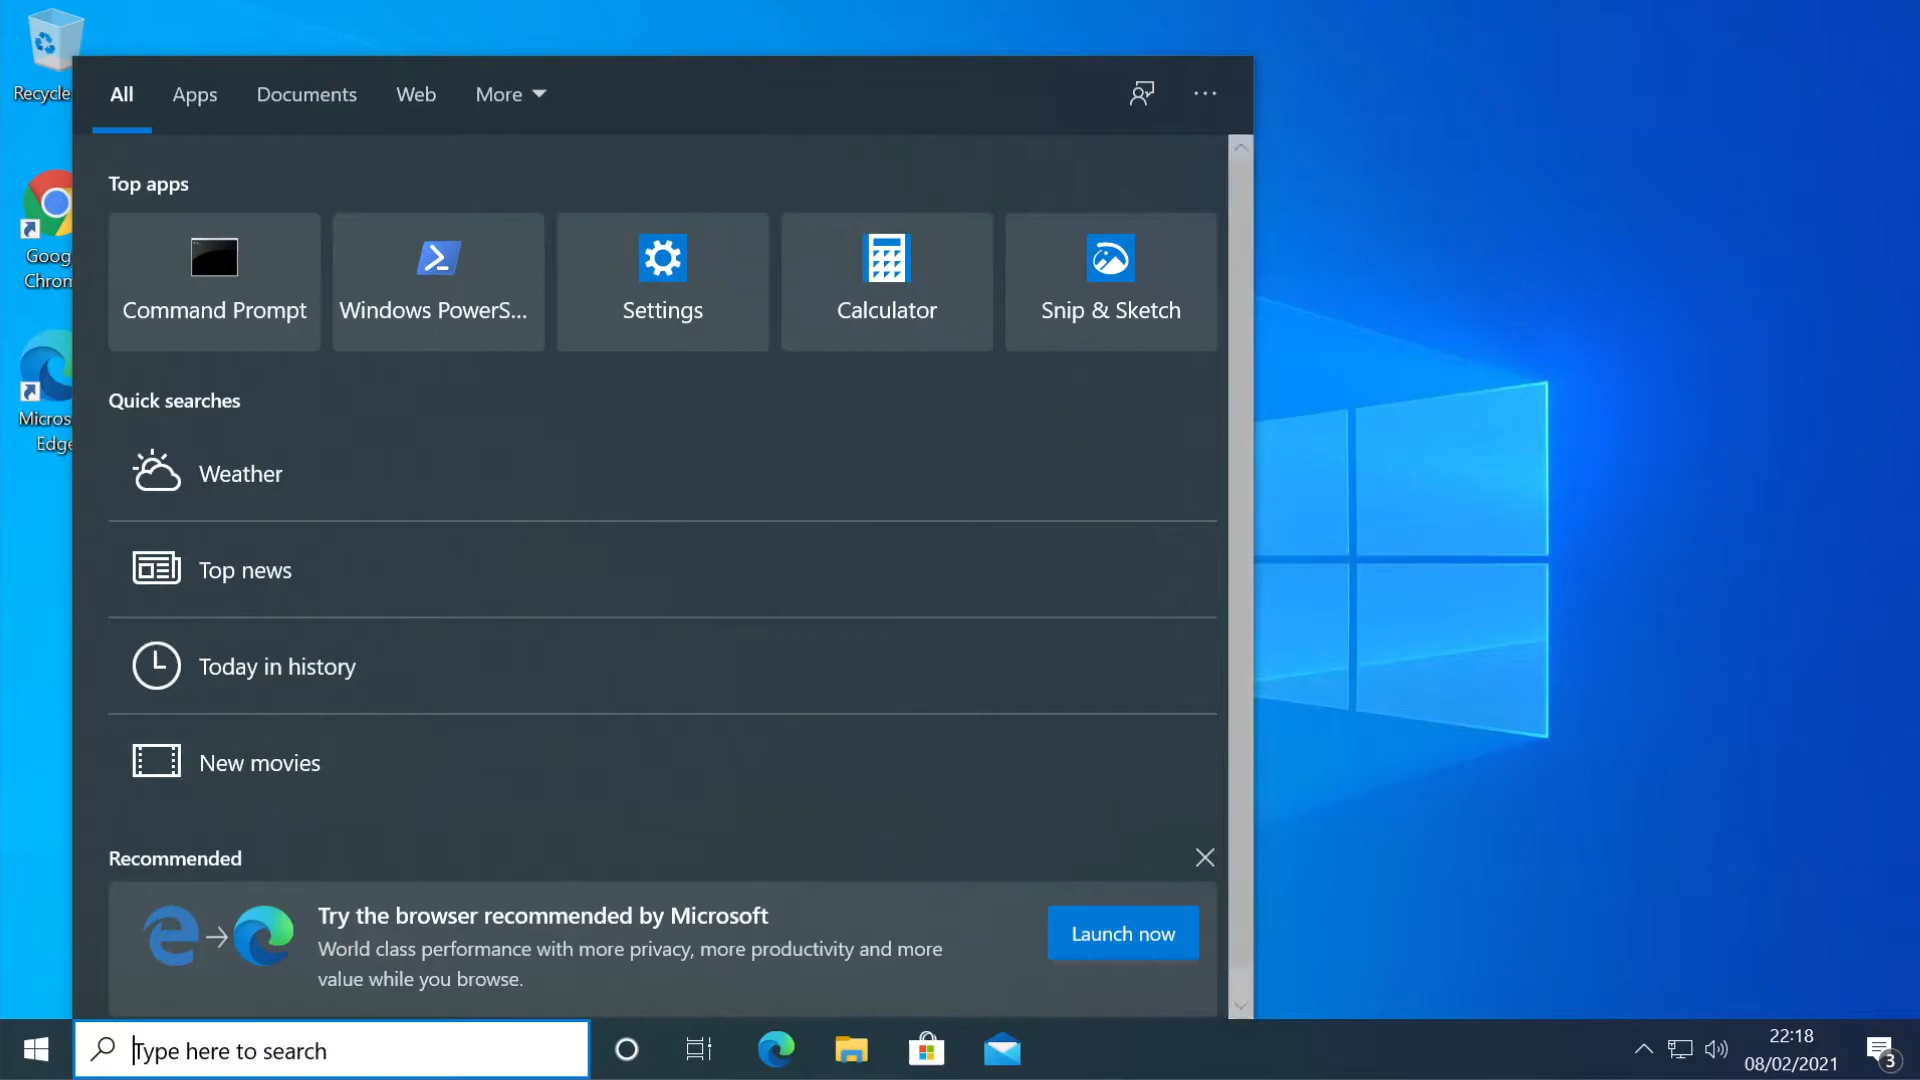 Recycle
All Apps Documents Web More
Top apps
Command Prompt
Windows PowerS...
Settings
Calculator
Snip & Sketch
Goog
Chrom
Micros
Edge
Quick searches
Weather
Top news
Today in history
New movies
Recommended
Try the browser recommended by Microsoft
World class performance with more privacy, more productivity and more
value while you browse.
Launch now
Type here to search
22:18
08/02/2021
3